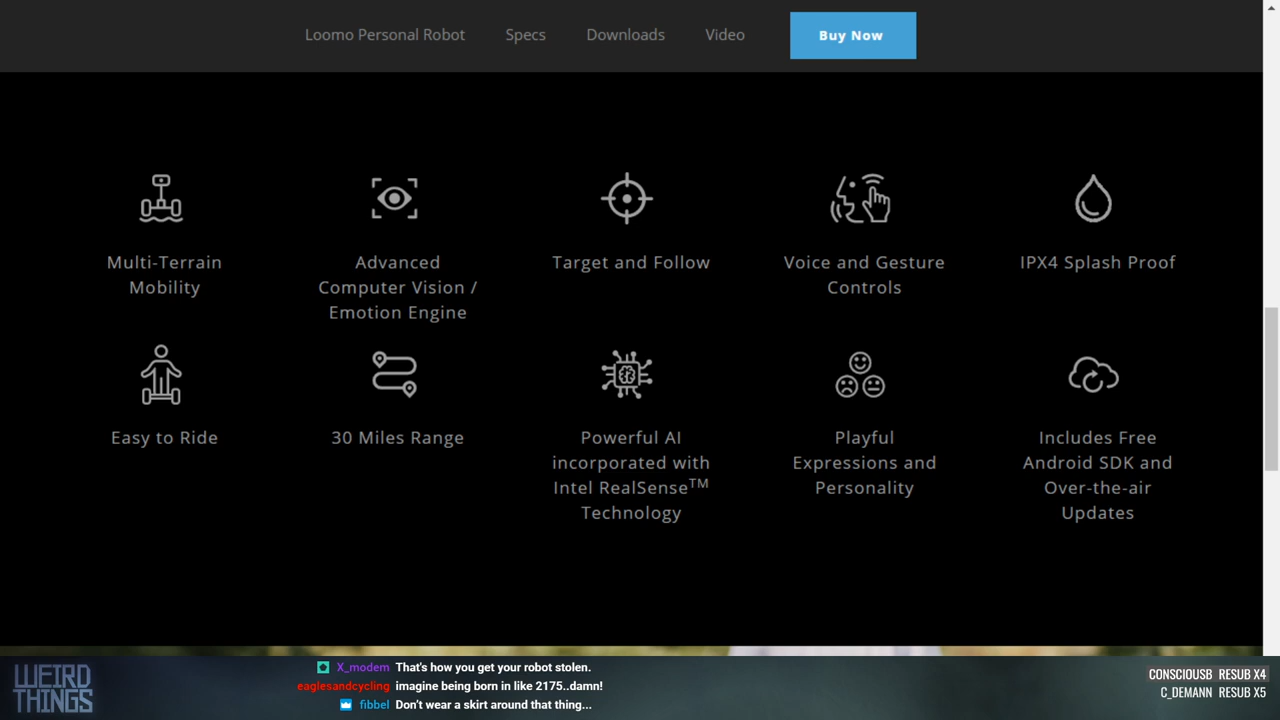 Loomo Personal Robot
Specs
Downloads
Video
Buy Now
Multi-Terrain
Mobility
Advanced
Computer Vision /
Emotion Engine
Target and Follow
Voice and Gesture
Controls
IPX4 Splash Proof
Easy to Ride
30 Miles Range
Powerful AI
incorporated with
Intel RealSense™
Technology
Playful
Expressions and
Personality
Includes Free
Android SDK and
Over-the-air
Updates
WEIRD
THINGS
X_modem That's how you get your robot stolen.
eaglesandcycling imagine being born in like 2175..damn!
fibbel Don't wear a skirt around that thing...
CONSCIOUSB RESUB X4
C_DEMANN RESUB X5